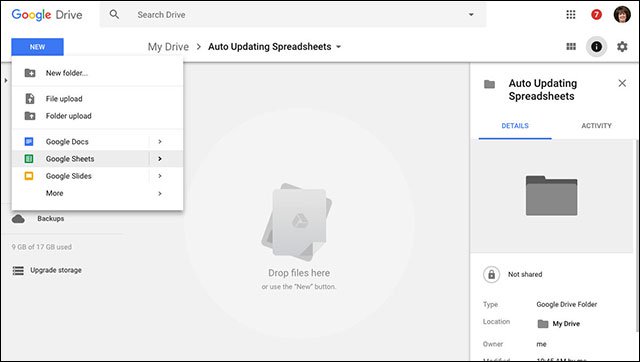 Google Drive
Search Drive
7
NEW
My Drive > Auto Updating Spreadsheets
New folder...
File upload
Folder upload
Google Docs
Google Sheets
Google Slides
More
Backups
9 GB of 17 GB used
Upgrade storage
Drop files here
or use the “New” button.
Auto Updating
Spreadsheets
DETAILS ACTIVITY
Not shared
Type Google Drive Folder
Location My Drive
Owner me